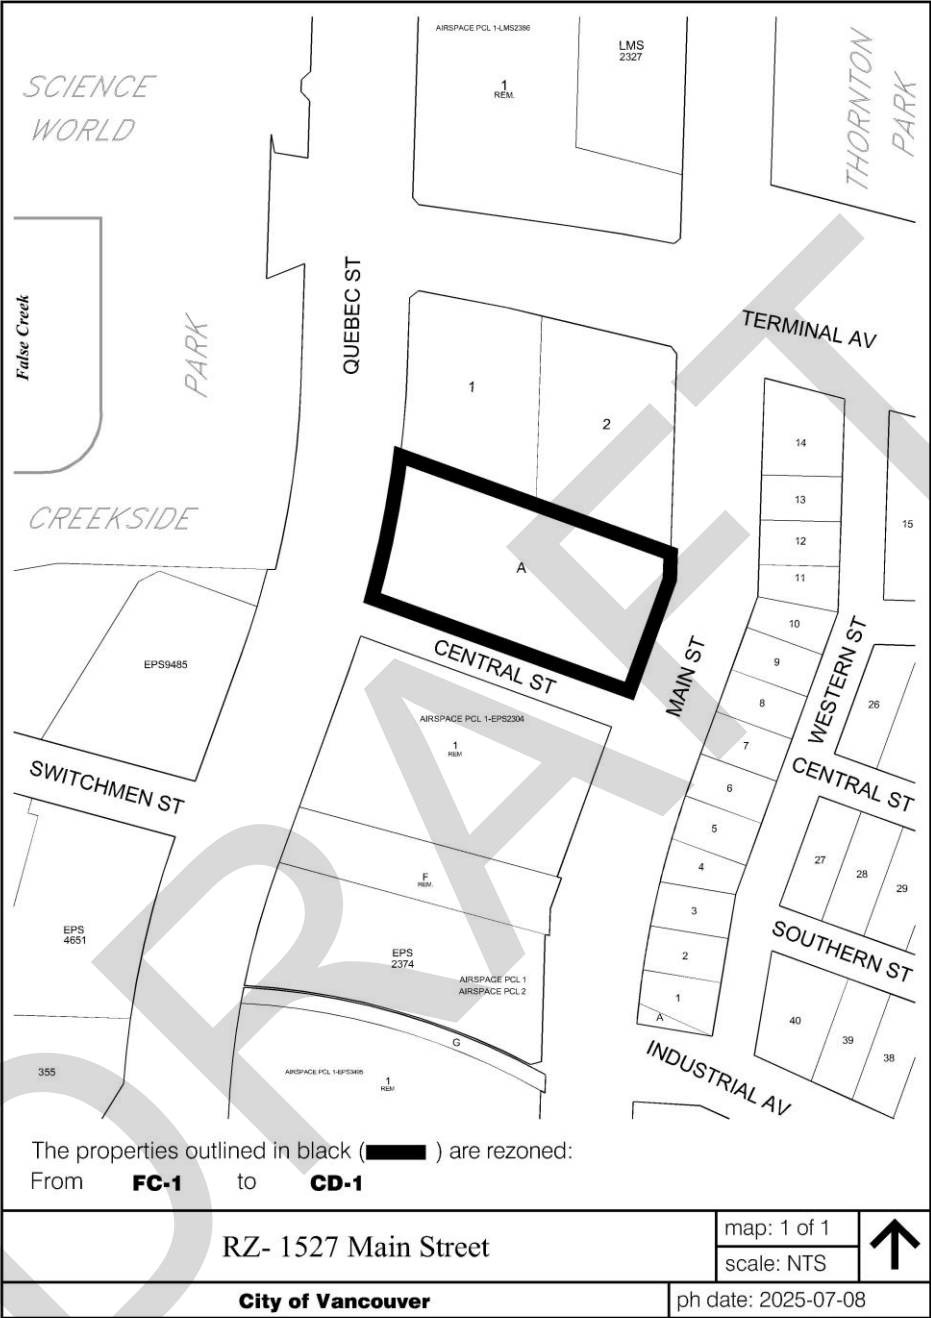 AIRSPACE PCL 1-LMS2386
LMS
2327
1
REM.
SCIENCE
WORLD
THORNTON
PARK
False Creek
PARK
QUEBEC ST
TERMINAL AV
1
2
14
13
12
11
15
CREEKSIDE
A
10
9
8
7
6
5
4
3
2
1
A
MAIN ST
WESTERN ST
CENTRAL ST
EPS9485
26
AIRSPACE PCL 1-EPS2304
1
REM
SWITCHMEN ST
CENTRAL ST
27
28
29
F
REM.
EPS
4651
EPS
2374
AIRSPACE PCL 1
AIRSPACE PCL 2
SOUTHERN ST
40
39
38
G
355
AIRSPACE PCL 1-EPS3495
1
REM
INDUSTRIAL AV
DRAFT
The properties outlined in black ( ) are rezoned:
From FC-1 to CD-1
RZ- 1527 Main Street
map: 1 of 1
scale: NTS
City of Vancouver
ph date: 2025-07-08